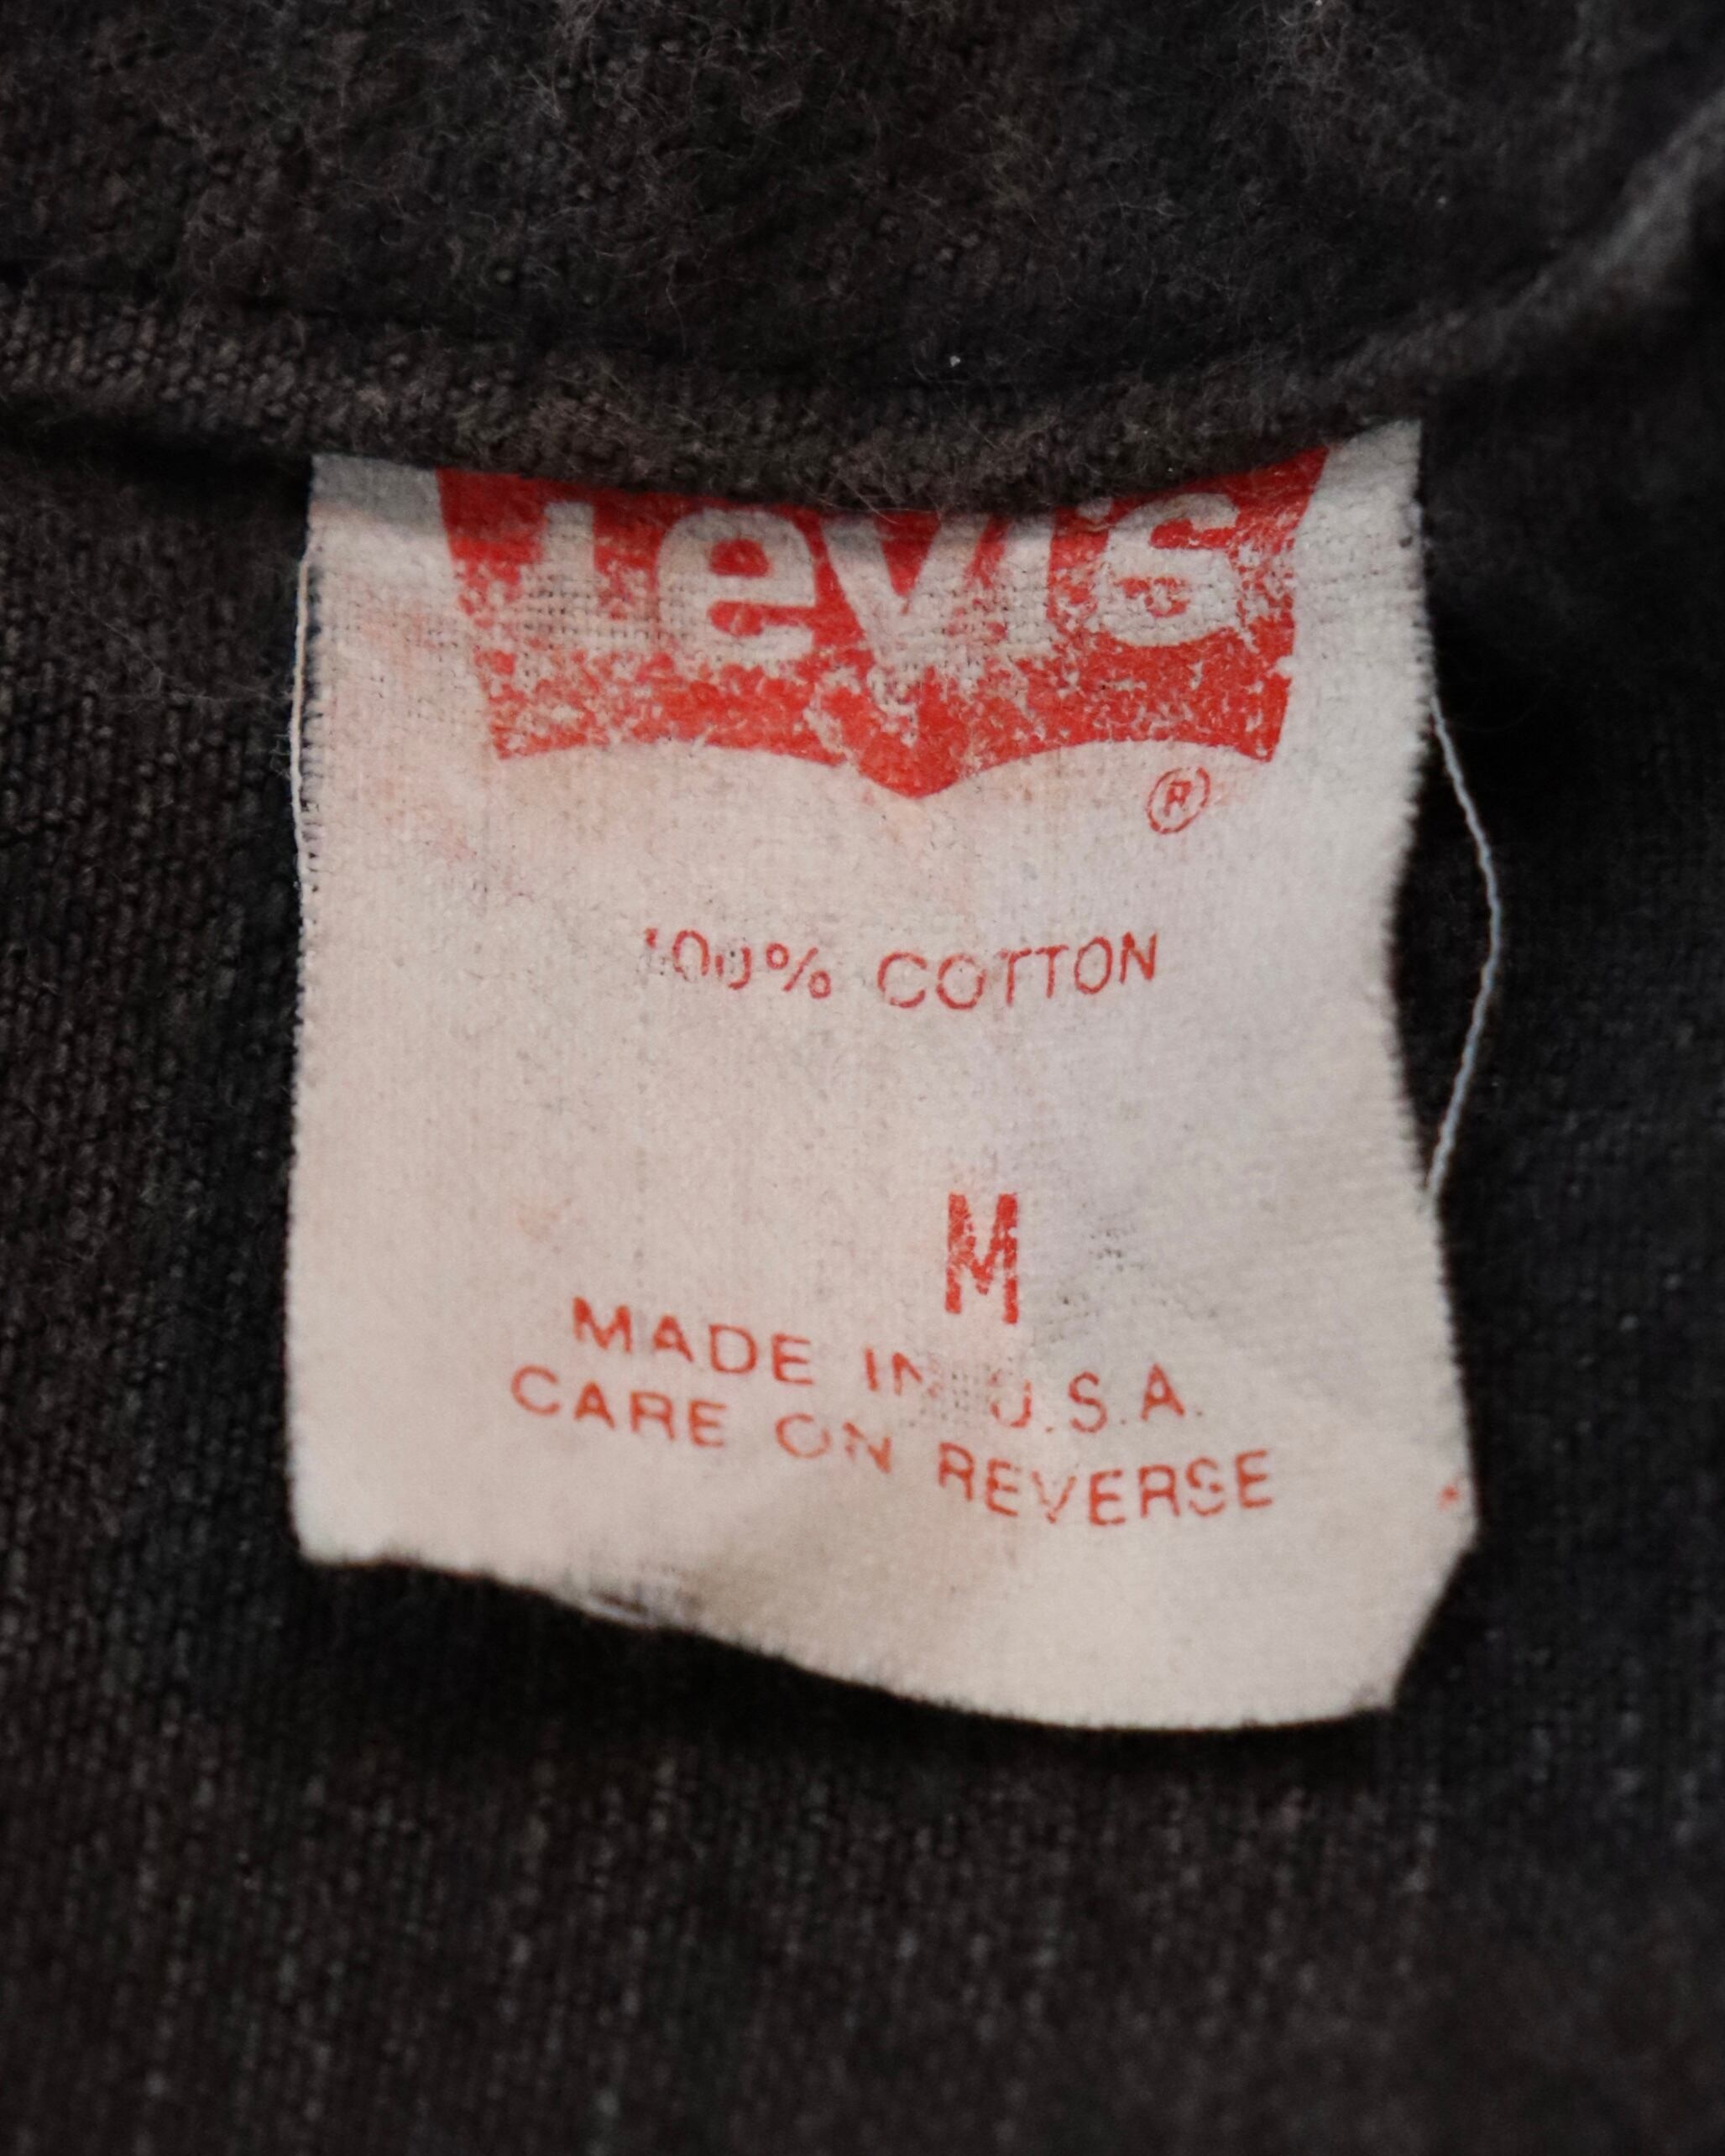 Levi's
®
100% COTTON
M
MADE IN U.S.A.
CARE ON REVERSE